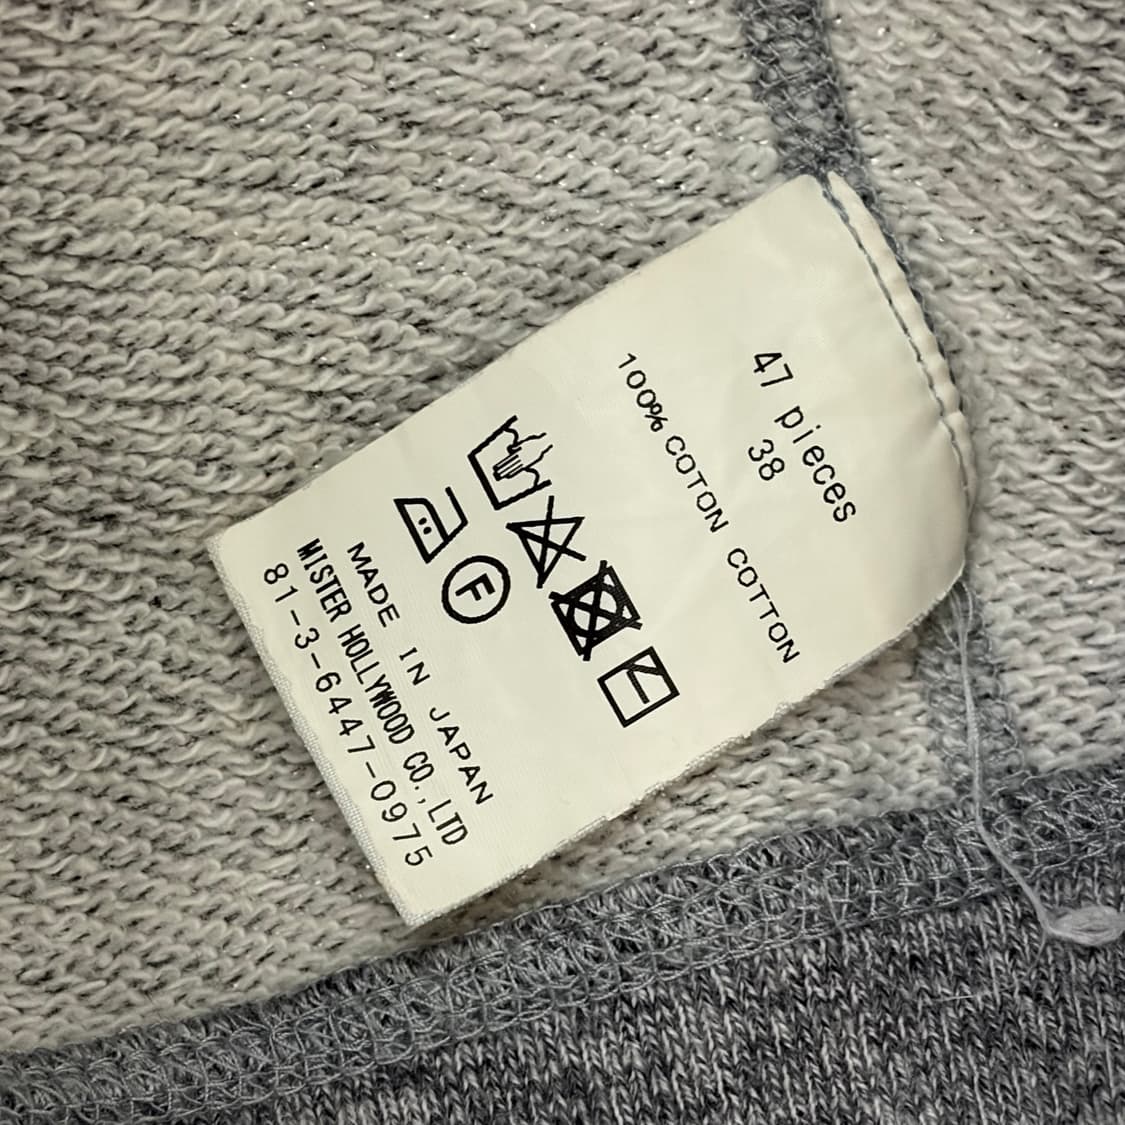 47 pieces
38
100% COTON COTTON
F
MADE IN JAPAN
MISTER HOLLYWOOD CO.,LTD
81-3-6447-0975